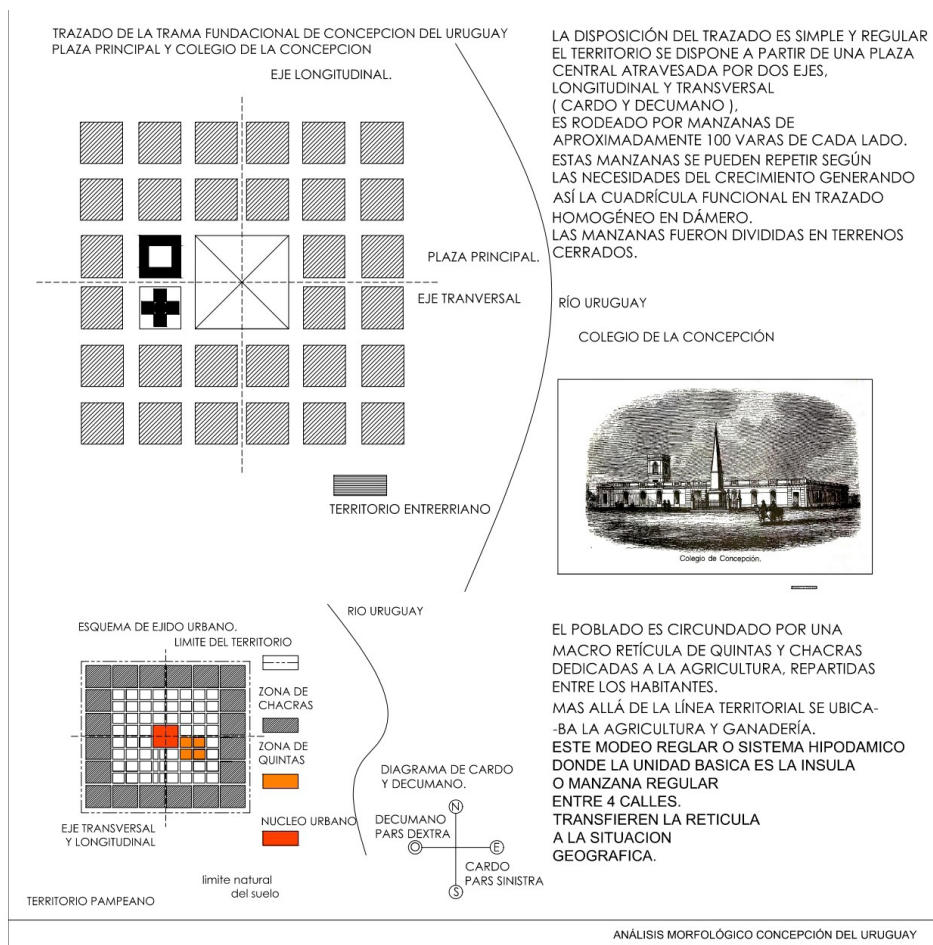 TRAZADO DE LA TRAMA FUNDACIONAL DE CONCEPCION DEL URUGUAY
PLAZA PRINCIPAL Y COLEGIO DE LA CONCEPCION
EJE LONGITUDINAL.
PLAZA PRINCIPAL.
EJE TRANVERSAL
RÍO URUGUAY
TERRITORIO ENTRERRIANO
LA DISPOSICIÓN DEL TRAZADO ES SIMPLE Y REGULAR
EL TERRITORIO SE DISPONE A PARTIR DE UNA PLAZA
CENTRAL ATRAVESADA POR DOS EJES,
LONGITUDINAL Y TRANSVERSAL
( CARDO Y DECUMANO ),
ES RODEADO POR MANZANAS DE
APROXIMADAMENTE 100 VARAS DE CADA LADO.
ESTAS MANZANAS SE PUEDEN REPETIR SEGÚN
LAS NECESIDADES DEL CRECIMIENTO GENERANDO
ASÍ LA CUADRÍCULA FUNCIONAL EN TRAZADO
HOMOGÉNEO EN DÁMERO.
LAS MANZANAS FUERON DIVIDIDAS EN TERRENOS
CERRADOS.
COLEGIO DE LA CONCEPCIÓN
Colegio de Concepción.
ESQUEMA DE EJIDO URBANO.
LIMITE DEL TERRITORIO
ZONA DE
CHACRAS
ZONA DE
QUINTAS
NUCLEO URBANO
EJE TRANSVERSAL
Y LONGITUDINAL
limite natural
del suelo
TERRITORIO PAMPEANO
RIO URUGUAY
DIAGRAMA DE CARDO
Y DECUMANO.
N
DECUMANO
PARS DEXTRA
O
E
CARDO
PARS SINISTRA
S
EL POBLADO ES CIRCUNDADO POR UNA
MACRO RETÍCULA DE QUINTAS Y CHACRAS
DEDICADAS A LA AGRICULTURA, REPARTIDAS
ENTRE LOS HABITANTES.
MAS ALLÁ DE LA LÍNEA TERRITORIAL SE UBICA-
-BA LA AGRICULTURA Y GANADERÍA.
ESTE MODEO REGLAR O SISTEMA HIPODAMICO
DONDE LA UNIDAD BASICA ES LA INSULA
O MANZANA REGULAR
ENTRE 4 CALLES.
TRANSFIEREN LA RETICULA
A LA SITUACION
GEOGRAFICA.
ANÁLISIS MORFOLÓGICO CONCEPCIÓN DEL URUGUAY